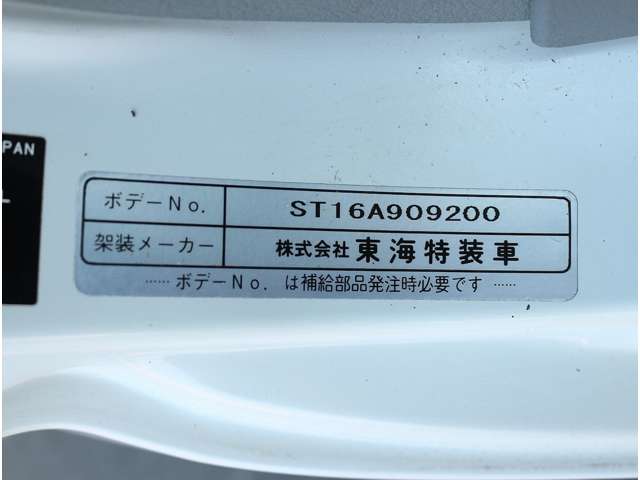 PAN
ボデーNo. ST16A909200
架装メーカー 株式会社 東海特装車
……ボデーNo. は補給部品発注時必要です……